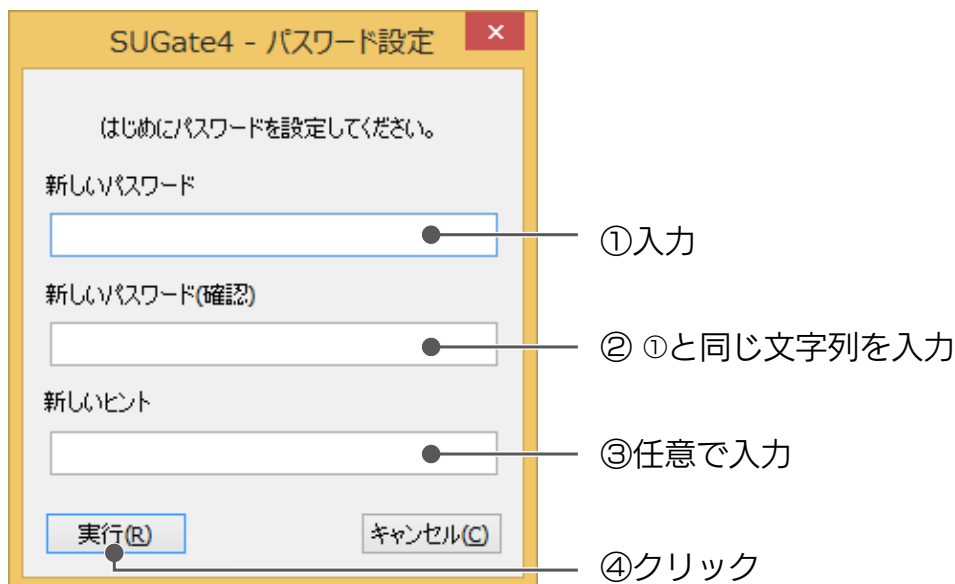 SUGate4 - パスワード設定
×
はじめにパスワードを設定してください。
新しいパスワード
①入力
新しいパスワード(確認)
② ①と同じ文字列を入力
新しいヒント
③任意で入力
実行(R)
キャンセル(C)
④クリック